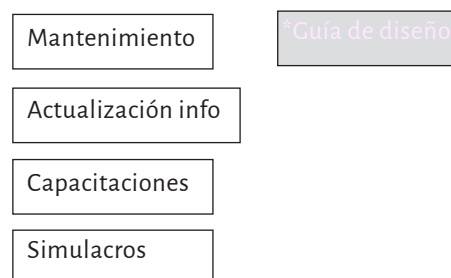 Mantenimiento
*Guía de diseño
Actualización info
Capacitaciones
Simulacros